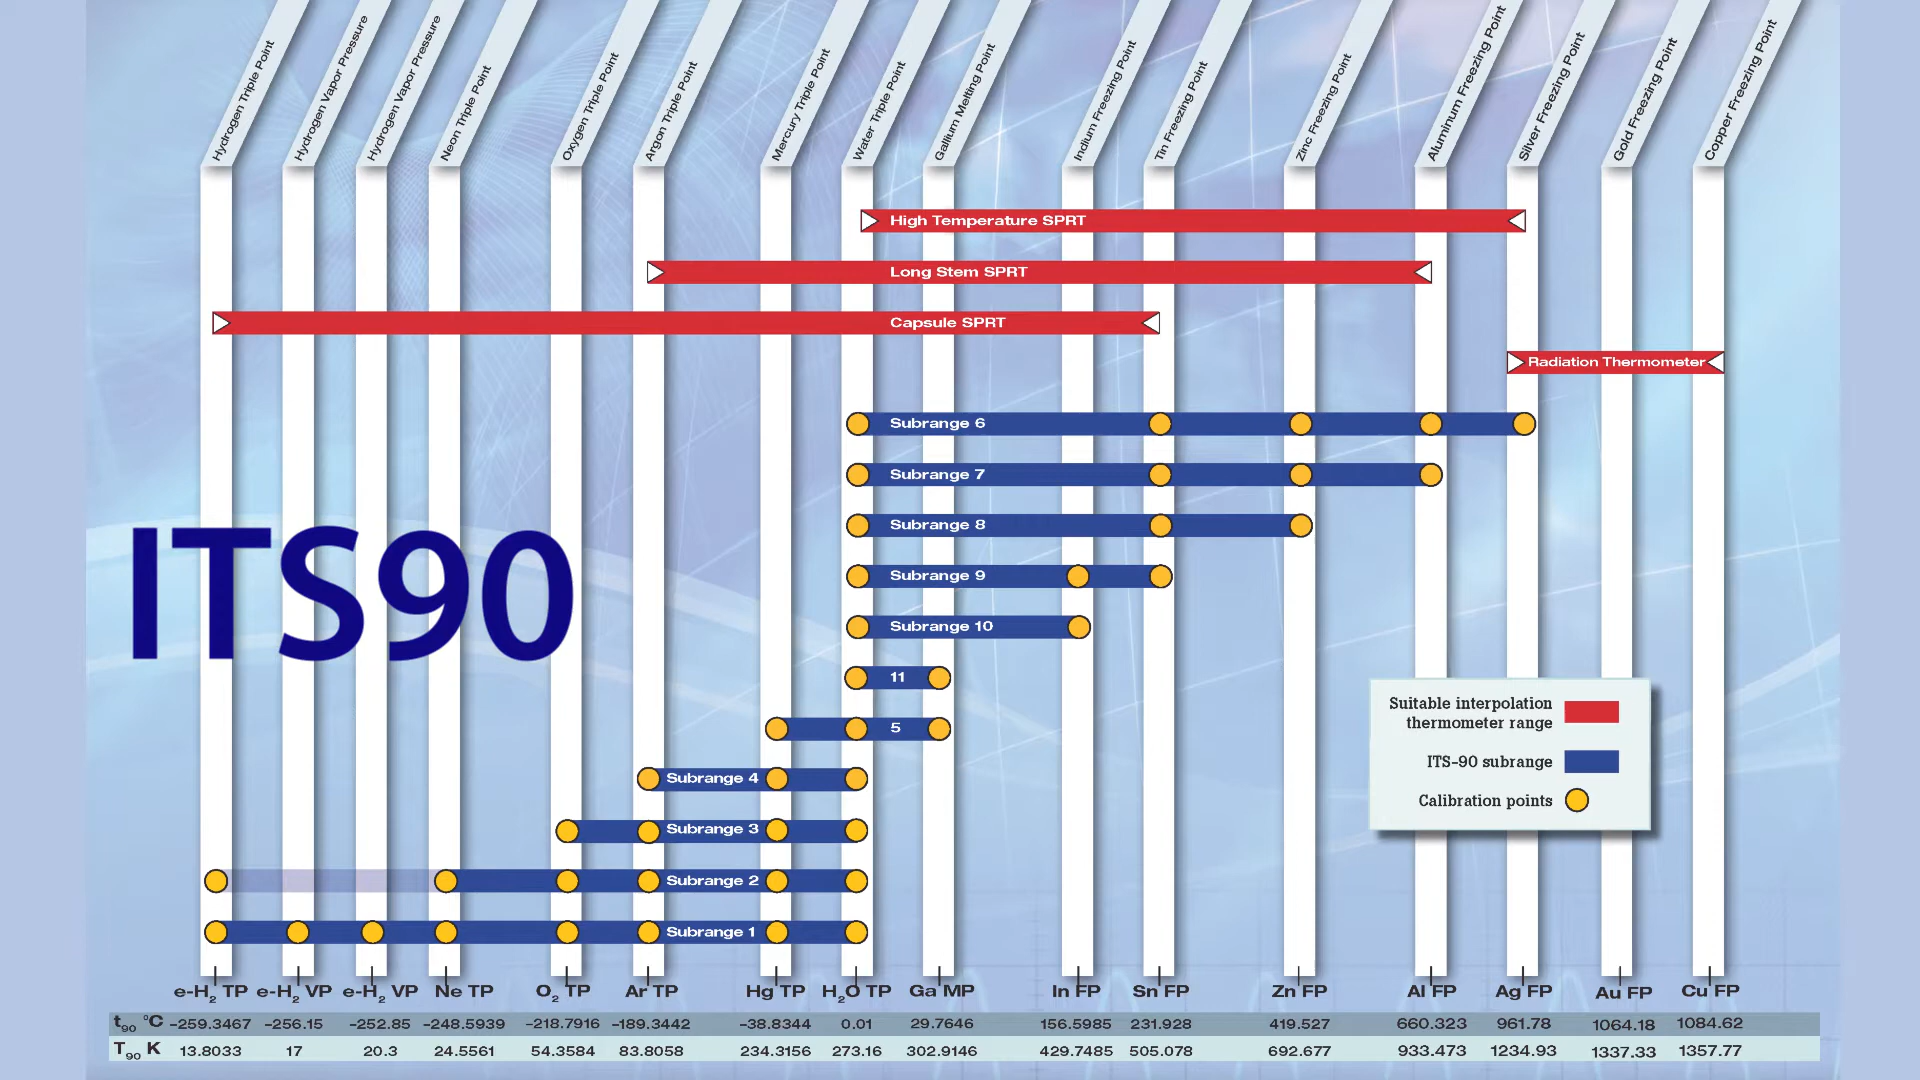 Hydrogen Triple Point
Hydrogen Vapor Pressure
Hydrogen Vapor Pressure
Neon Triple Point
Oxygen Triple Point
Argon Triple Point
Mercury Triple Point
Water Triple Point
Gallium Melting Point
Indium Freezing Point
Tin Freezing Point
Zinc Freezing Point
Aluminum Freezing Point
Silver Freezing Point
Gold Freezing Point
Copper Freezing Point
High Temperature SPRT
Long Stem SPRT
Capsule SPRT
Radiation Thermometer
Subrange 6
Subrange 7
Subrange 8
ITS90
Subrange 9
Subrange 10
11
5
Subrange 4
Subrange 3
Subrange 2
Subrange 1
Suitable interpolation
thermometer range
ITS-90 subrange
Calibration points
e-H2 TP e-H2 VP e-H2 VP Ne TP O2 TP Ar TP Hg TP H2O TP Ga MP In FP Sn FP Zn FP Al FP Ag FP Au FP Cu FP
t90 °C -259.3467 -256.15 -252.85 -248.5939 -218.7916 -189.3442 -38.8344 0.01 29.7646 156.5985 231.928 419.527 660.323 961.78 1064.18 1084.62
T90 K 13.8033 17 20.3 24.5561 54.3584 83.8058 234.3156 273.16 302.9146 429.7485 505.078 692.677 933.473 1234.93 1337.33 1357.77